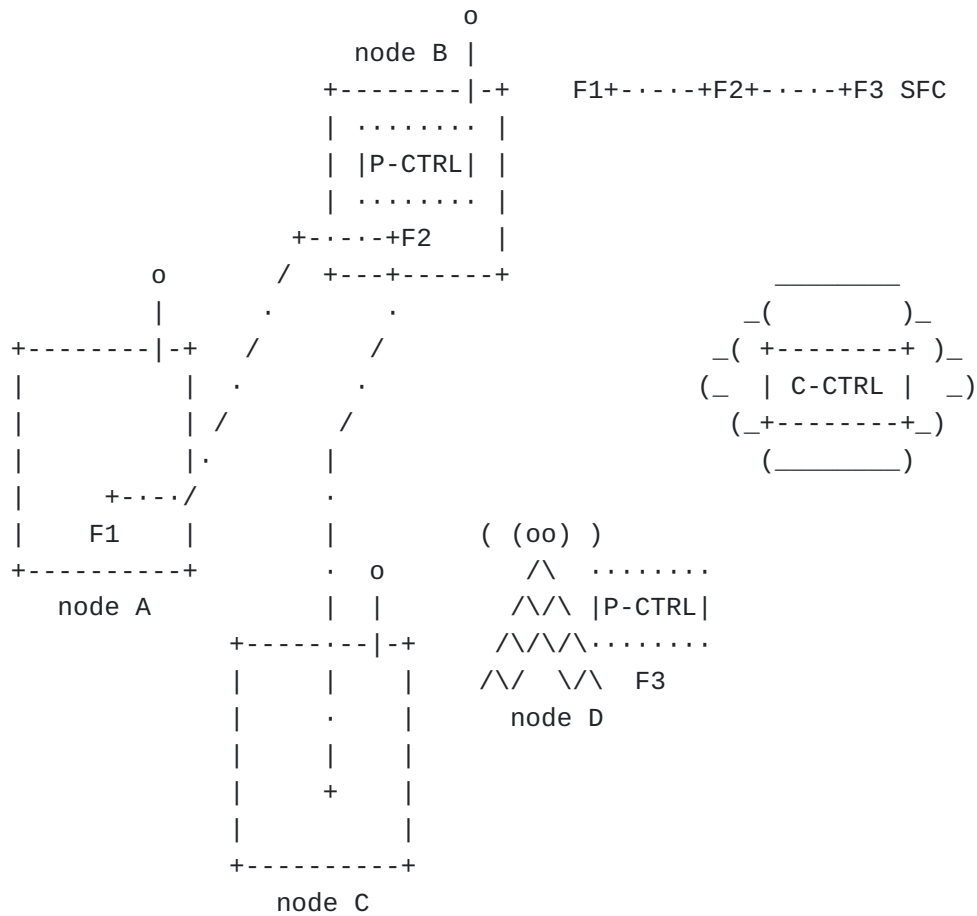 node B
F1 F2 F3 SFC
P-CTRL
F2
C-CTRL
F1
( (oo) )
node A
P-CTRL
F3
node D
node C